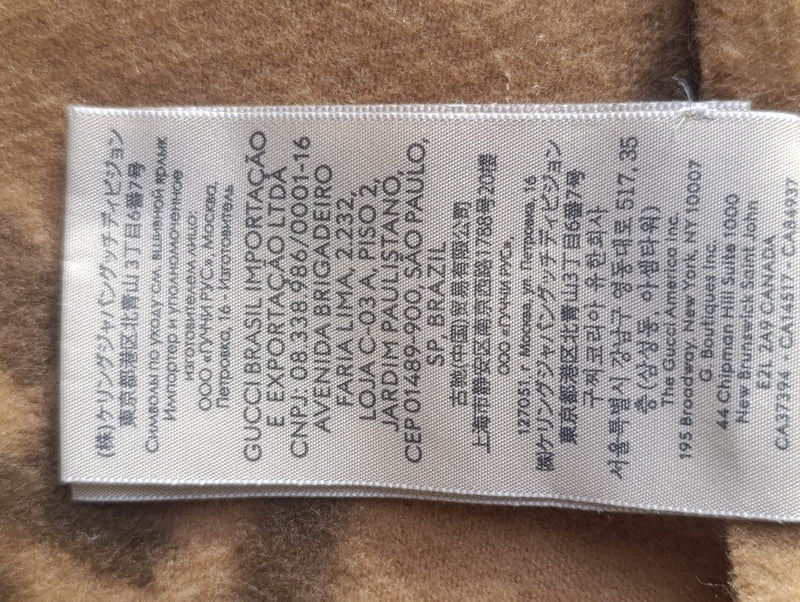 (株)ケリングジャパングッチディビジョン
東京都港区北青山3丁目6番7号
Символы по уходу см. вшивной ярлык
Импортер и уполномоченное
изготовителем лицо:
ООО «ГУЧЧИ РУС», Москва,
Петровка, 16 - Изготовитель
GUCCI BRASIL IMPORTAÇÃO
E EXPORTAÇÃO LTDA
CNPJ: 08.338.986/0001-16
AVENIDA BRIGADEIRO
FARIA LIMA, 2.232,
LOJA C-03 A, PISO 2,
JARDIM PAULISTANO,
CEP 01489-900, SÃO PAULO,
SP, BRAZIL
古驰(中国)贸易有限公司
上海市静安区南京西路1788号20楼
ООО «ГУЧЧИ РУС»,
127051, г. Москва, ул. Петровка, 16
㈱ケリングジャパングッチディビジョン
東京都港区北青山3丁目6番7号
구찌코리아 유한회사
서울특별시 강남구 영동대로 517, 35
층 (삼성동, 아셈타워)
The Gucci America Inc.
195 Broadway, New York, NY 10007
G. Boutiques Inc.
44 Chipman Hill Suite 1000
New Brunswick Saint John
E2L 2A9 CANADA
CA37394 - CA14517 - CA84937